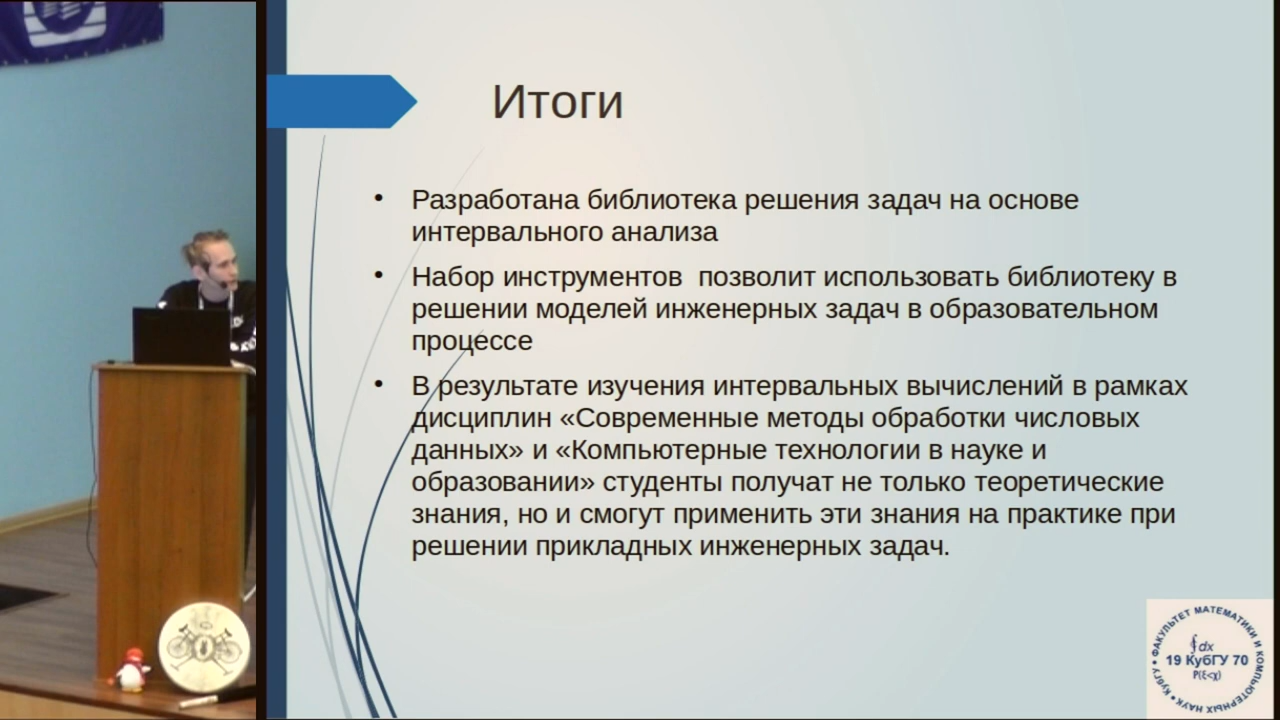 Итоги
• Разработана библиотека решения задач на основе
интервального анализа
• Набор инструментов  позволит использовать библиотеку в
решении моделей инженерных задач в образовательном
процессе
• В результате изучения интервальных вычислений в рамках
дисциплин «Современные методы обработки числовых
данных» и «Компьютерные технологии в науке и
образовании» студенты получат не только теоретические
знания, но и смогут применить эти знания на практике при
решении прикладных инженерных задач.
• КубГУ • ФАКУЛЬТЕТ МАТЕМАТИКИ И КОМПЬЮТЕРНЫХ НАУК
∮dx
19 КубГУ 70
P(ξ<χ)